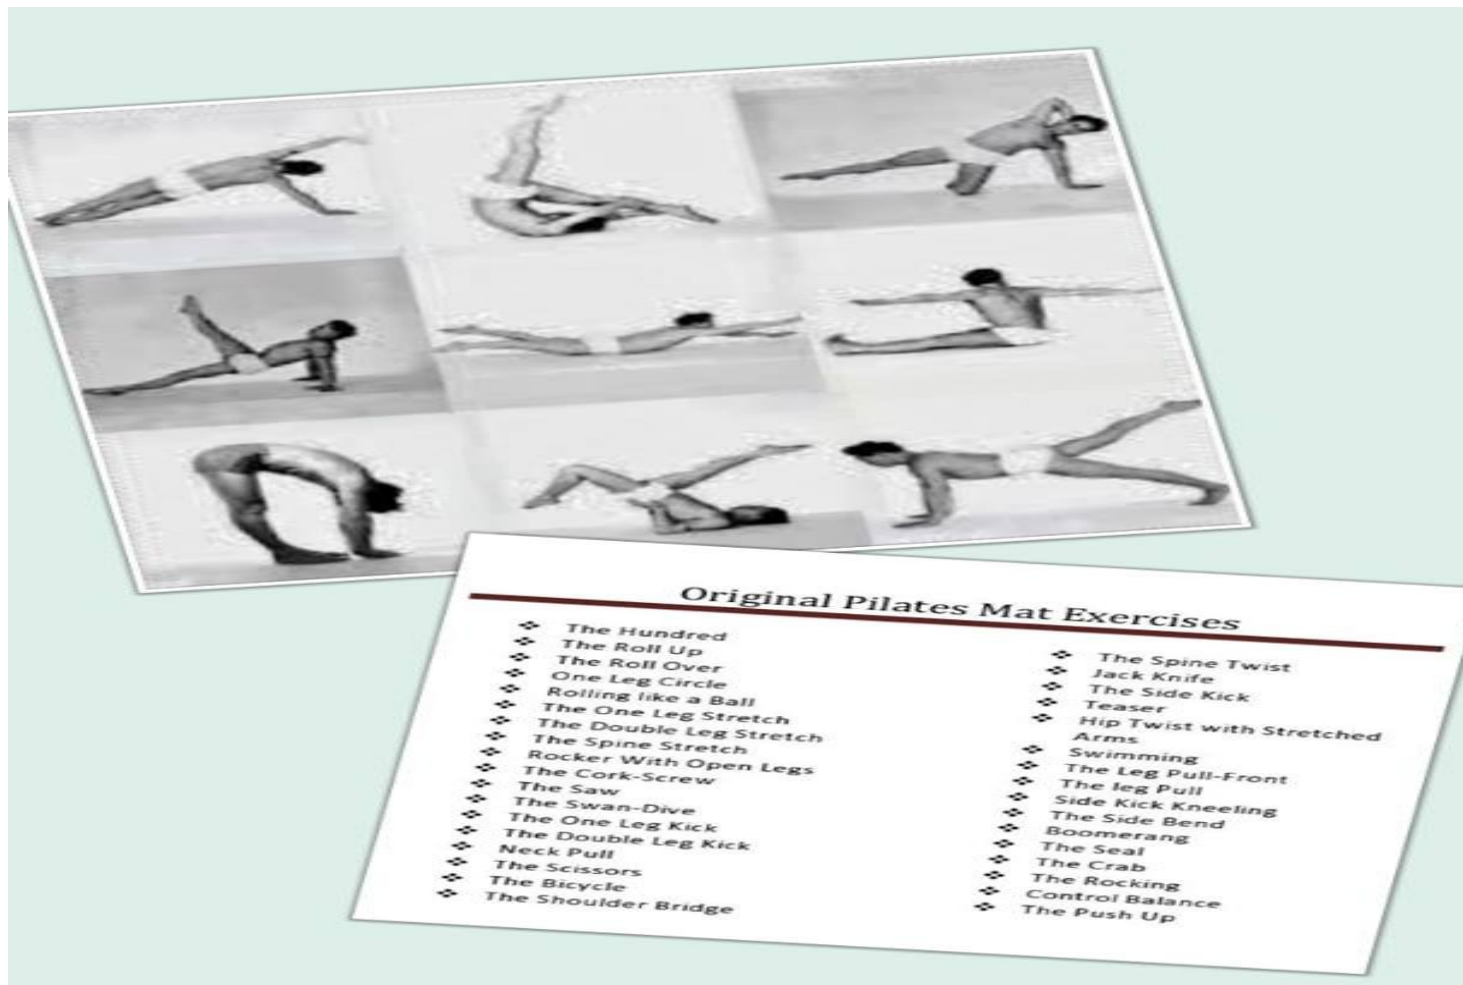 Original Pilates Mat Exercises
The Hundred
The Roll Up
The Roll Over
One Leg Circle
Rolling like a Ball
The One Leg Stretch
The Double Leg Stretch
The Spine Stretch
Rocker With Open Legs
The Cork-Screw
The Saw
The Swan-Dive
The One Leg Kick
The Double Leg Kick
Neck Pull
The Scissors
The Bicycle
The Shoulder Bridge
The Spine Twist
Jack Knife
The Side Kick
Teaser
Hip Twist with Stretched
Arms
Swimming
The Leg Pull-Front
The leg Pull
Side Kick Kneeling
The Side Bend
Boomerang
The Seal
The Crab
The Rocking
Control Balance
The Push Up